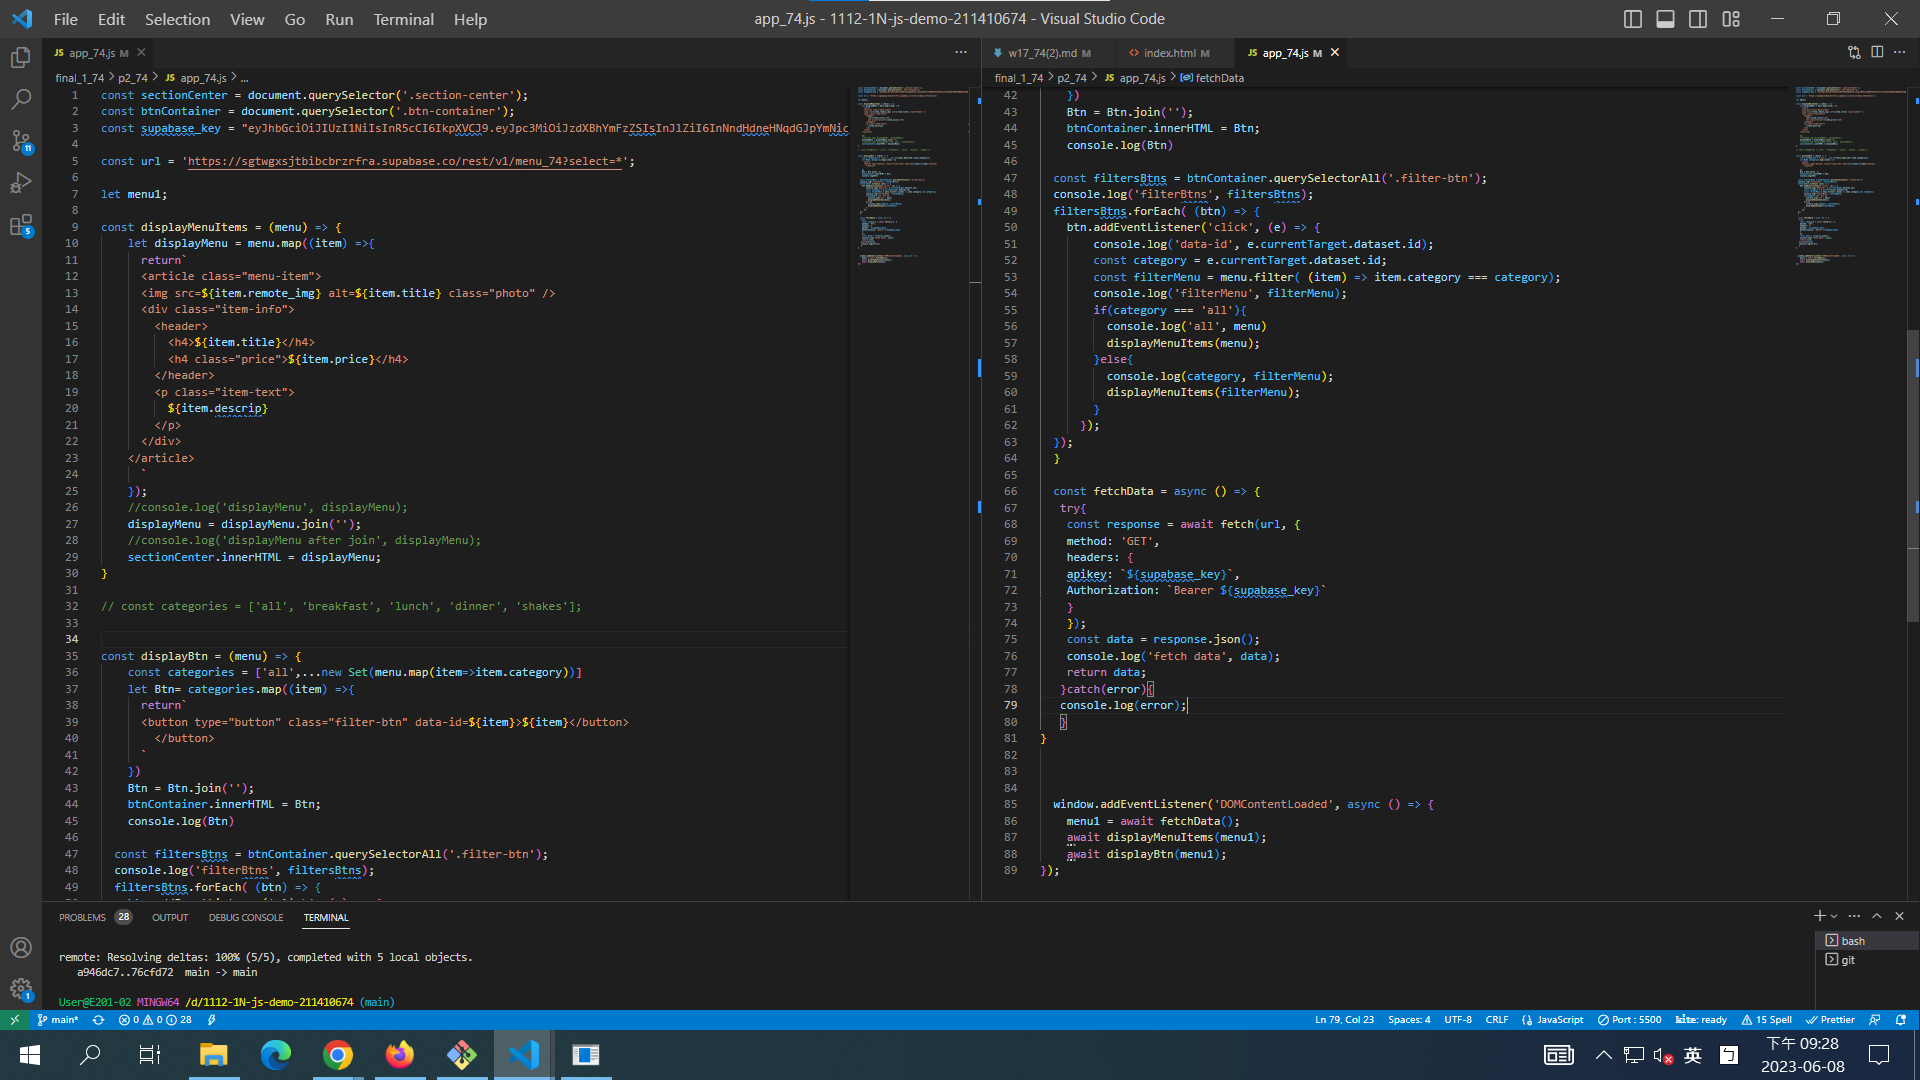 File Edit Selection View Go Run Terminal Help
app_74.js - 1112-1N-js-demo-211410674 - Visual Studio Code
JS app_74.js M
final_1_74 > p2_74 > JS app_74.js > ...
1 const sectionCenter = document.querySelector('.section-center');
2 const btnContainer = document.querySelector('.btn-container');
3 const supabase_key = "eyJhbGciOiJIUzI1NiIsInR5cCI6IkpXVCJ9.eyJpc3MiOiJzdXBhYmFzZSIsInJlZiI6InNndHdneHNqdGJpYmNic
4
5 const url = 'https://sgtwgxsjtbibcbrzrfra.supabase.co/rest/v1/menu_74?select=*';
6
7 let menu1;
8
9 const displayMenuItems = (menu) => {
10 let displayMenu = menu.map((item) =>{
11 return`
12 <article class="menu-item">
13 <img src=${item.remote_img} alt=${item.title} class="photo" />
14 <div class="item-info">
15 <header>
16 <h4>${item.title}</h4>
17 <h4 class="price">${item.price}</h4>
18 </header>
19 <p class="item-text">
20 ${item.descrip}
21 </p>
22 </div>
23 </article>
24 `
25 });
26 //console.log('displayMenu', displayMenu);
27 displayMenu = displayMenu.join('');
28 //console.log('displayMenu after join', displayMenu);
29 sectionCenter.innerHTML = displayMenu;
30 }
31
32 // const categories = ['all', 'breakfast', 'lunch', 'dinner', 'shakes'];
33
34
35 const displayBtn = (menu) => {
36 const categories = ['all',...new Set(menu.map(item=>item.category))]
37 let Btn= categories.map((item) =>{
38 return`
39 <button type="button" class="filter-btn" data-id=${item}>${item}</button>
40 </button>
41 `
42 })
43 Btn = Btn.join('');
44 btnContainer.innerHTML = Btn;
45 console.log(Btn)
46
47 const filtersBtns = btnContainer.querySelectorAll('.filter-btn');
48 console.log('filterBtns', filtersBtns);
49 filtersBtns.forEach( (btn) => {
w17_74(2).md M <> index.html M JS app_74.js M
final_1_74 > p2_74 > JS app_74.js > fetchData
42 })
43 Btn = Btn.join('');
44 btnContainer.innerHTML = Btn;
45 console.log(Btn)
46
47 const filtersBtns = btnContainer.querySelectorAll('.filter-btn');
48 console.log('filterBtns', filtersBtns);
49 filtersBtns.forEach( (btn) => {
50 btn.addEventListener('click', (e) => {
51 console.log('data-id', e.currentTarget.dataset.id);
52 const category = e.currentTarget.dataset.id;
53 const filterMenu = menu.filter( (item) => item.category === category);
54 console.log('filterMenu', filterMenu);
55 if(category === 'all'){
56 console.log('all', menu)
57 displayMenuItems(menu);
58 }else{
59 console.log(category, filterMenu);
60 displayMenuItems(filterMenu);
61 }
62 });
63 });
64 }
65
66 const fetchData = async () => {
67 try{
68 const response = await fetch(url, {
69 method: 'GET',
70 headers: {
71 apikey: `${supabase_key}`,
72 Authorization: `Bearer ${supabase_key}`
73 }
74 });
75 const data = response.json();
76 console.log('fetch data', data);
77 return data;
78 }catch(error){
79 console.log(error);
80 }
81 }
82
83
84
85 window.addEventListener('DOMContentLoaded', async () => {
86 menu1 = await fetchData();
87 await displayMenuItems(menu1);
88 await displayBtn(menu1);
89 });
PROBLEMS 28 OUTPUT DEBUG CONSOLE TERMINAL
remote: Resolving deltas: 100% (5/5), completed with 5 local objects.
a946dc7..76cfd72 main -> main
User@E201-02 MINGW64 /d/1112-1N-js-demo-211410674 (main)
bash
git
main* 0 0 28 Ln 79, Col 23 Spaces: 4 UTF-8 CRLF {} JavaScript Port : 5500 kite: ready 15 Spell Prettier
11
5
1
英
下午 09:28
2023-06-08